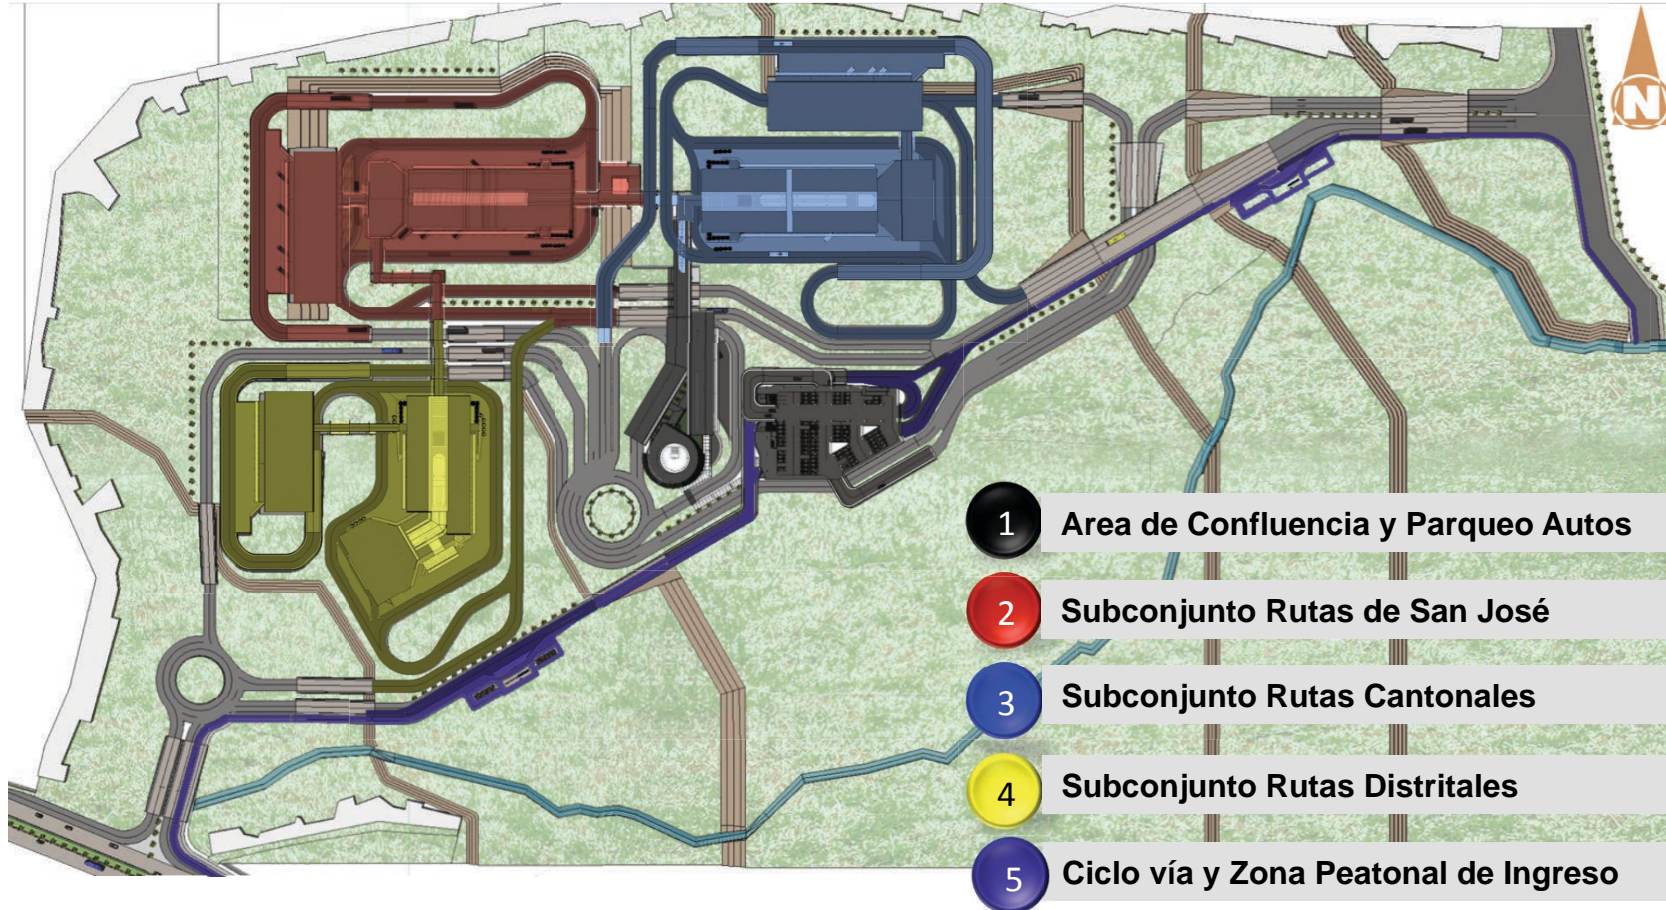 N
1 Area de Confluencia y Parqueo Autos
2 Subconjunto Rutas de San José
3 Subconjunto Rutas Cantonales
4 Subconjunto Rutas Distritales
5 Ciclo vía y Zona Peatonal de Ingreso